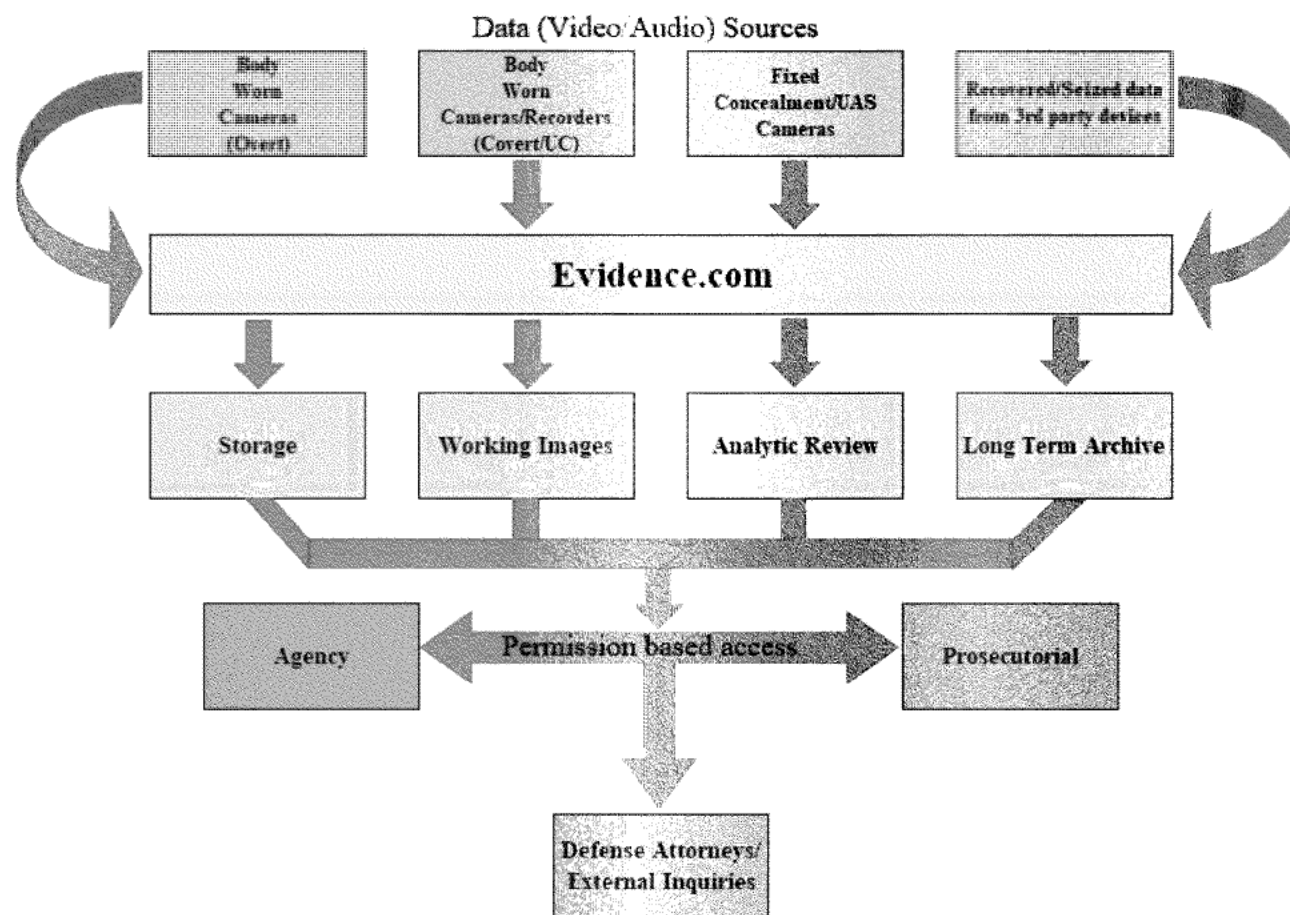 Data (Video/Audio) Sources
Body
Worn
Cameras
(Overt)
Body
Worn
Cameras/Recorders
(Covert/UC)
Fixed
Concealment/UAS
Cameras
Recovered/Seized data
from 3rd party devices
Evidence.com
Storage
Working Images
Analytic Review
Long Term Archive
Agency
Permission based access
Prosecutorial
Defense Attorneys/
External Inquiries